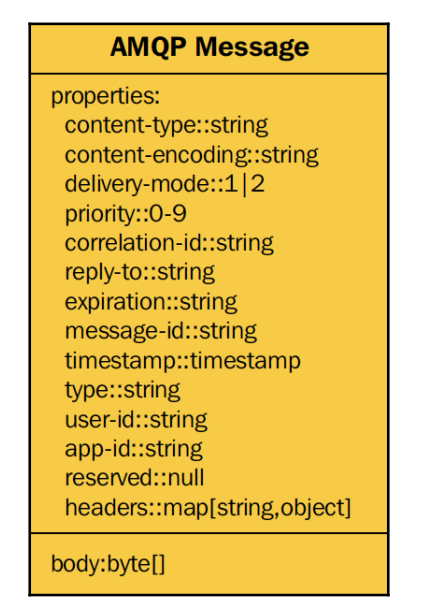 AMQP Message
properties:
content-type::string
content-encoding::string
delivery-mode::1|2
priority::0-9
correlation-id::string
reply-to::string
expiration::string
message-id::string
timestamp::timestamp
type::string
user-id::string
app-id::string
reserved::null
headers::map[string,object]
body:byte[]